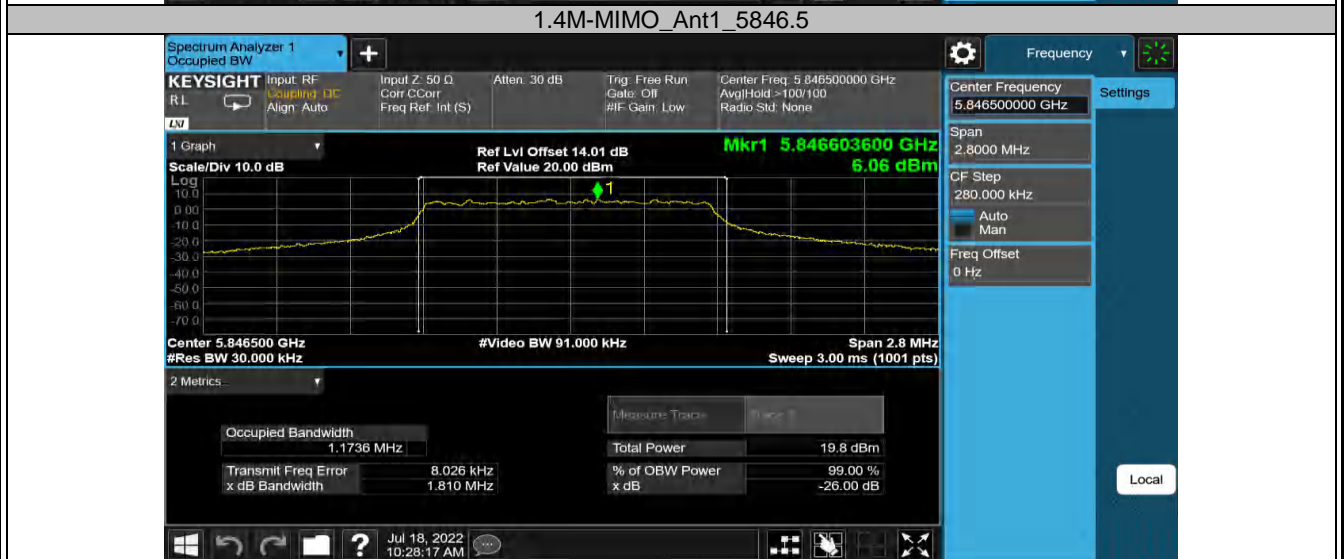 1.4M-MIMO_Ant1_5846.5
Spectrum Analyzer 1
Occupied BW
+
Frequency
KEYSIGHT
Input: RF
Input Z: 50 Ω
Atten: 30 dB
Trig: Free Run
Center Freq: 5.846500000 GHz
RL
Coupling: DC
Corr CCorr
Gate: Off
Avg|Hold:>100/100
Align: Auto
Freq Ref: Int (S)
#IF Gain: Low
Radio Std: None
LXI
Center Frequency
5.846500000 GHz
Settings
Span
2.8000 MHz
CF Step
280.000 kHz
Auto
Man
Freq Offset
0 Hz
1 Graph
Ref Lvl Offset 14.01 dB
Mkr1 5.846603600 GHz
Scale/Div 10.0 dB
Ref Value 20.00 dBm
6.06 dBm
Log
1
10.0
0.00
-10.0
-20.0
-30.0
-40.0
-50.0
-60.0
-70.0
Center 5.846500 GHz
#Video BW 91.000 kHz
Span 2.8 MHz
#Res BW 30.000 kHz
Sweep 3.00 ms (1001 pts)
2 Metrics
Measure Trace
Trace 1
Occupied Bandwidth
1.1736 MHz
Total Power
19.8 dBm
Transmit Freq Error
8.026 kHz
% of OBW Power
99.00 %
x dB Bandwidth
1.810 MHz
x dB
-26.00 dB
Local
?
Jul 18, 2022
10:28:17 AM